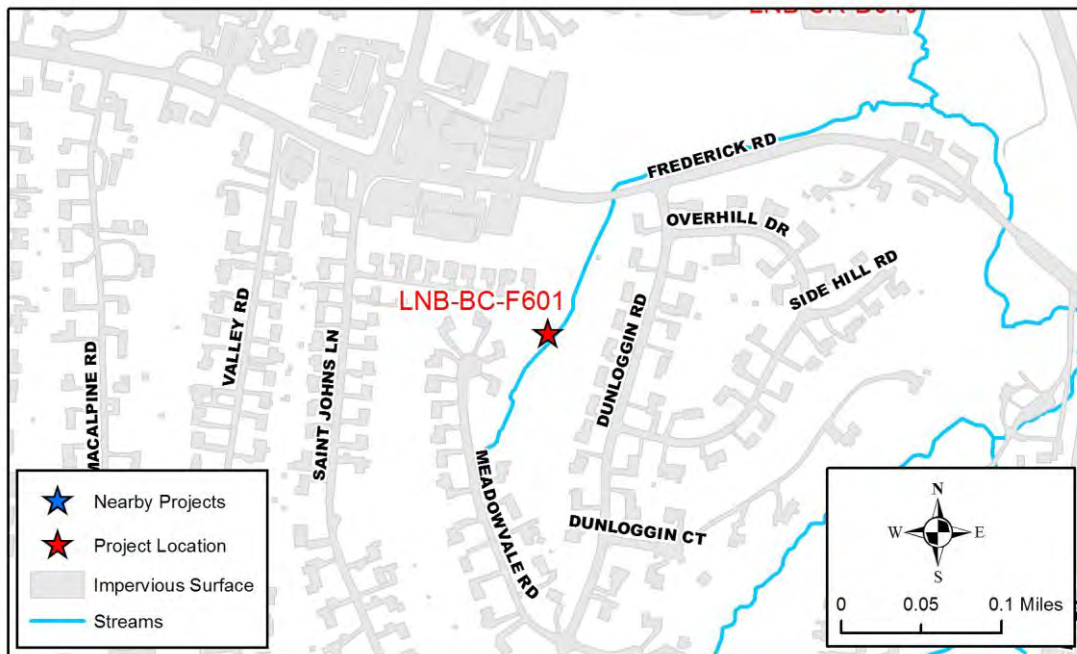 FREDERICK RD
OVERHILL DR
SIDE HILL RD
LNB-BC-F601
VALLEY RD
MACALPINE RD
SAINT JOHNS LN
DUNLOGGIN RD
MEADOWVALE RD
DUNLOGGIN CT
Nearby Projects
Project Location
Impervious Surface
Streams
N
W E
S
0 0.05 0.1 Miles